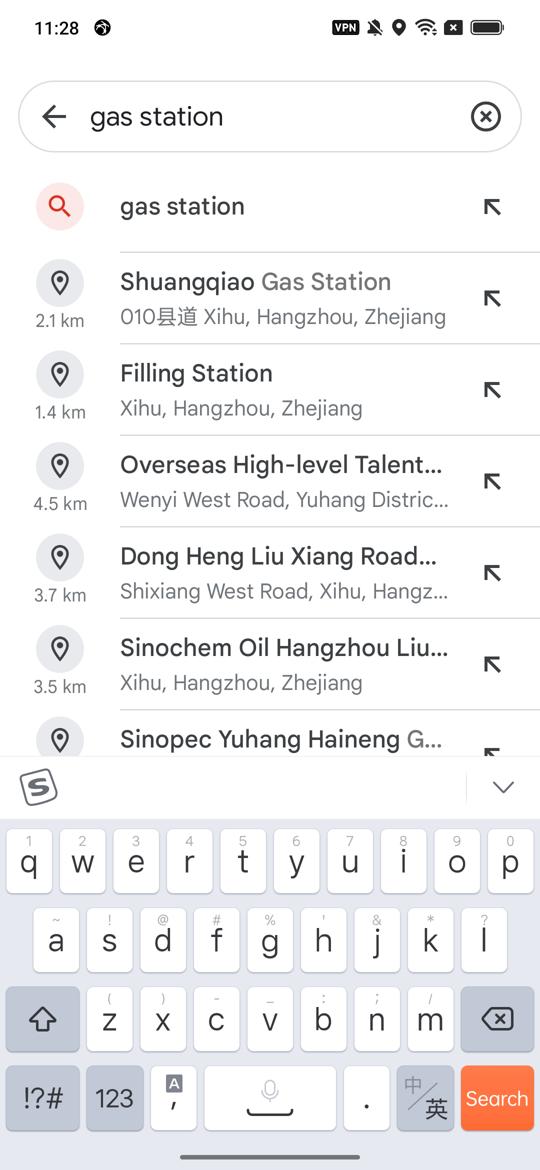 11:28
VPN
gas station
gas station
Shuangqiao Gas Station
010县道 Xihu, Hangzhou, Zhejiang
2.1 km
Filling Station
Xihu, Hangzhou, Zhejiang
1.4 km
Overseas High-level Talent...
Wenyi West Road, Yuhang Distric...
4.5 km
Dong Heng Liu Xiang Road...
Shixiang West Road, Xihu, Hangz...
3.7 km
Sinochem Oil Hangzhou Liu...
Xihu, Hangzhou, Zhejiang
3.5 km
Sinopec Yuhang Haineng G...
S
1 2 3 4 5 6 7 8 9 0
q w e r t y u i o p
~ ! @ # % ' & * ?
a s d f g h j k l
( ) - _ : ; /
z x c v b n m
!?# 123 A , . 中/英 Search